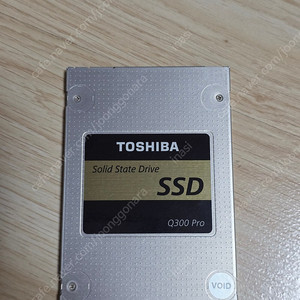 TOSHIBA
Solid State Drive
SSD
Q300 Pro
VOID